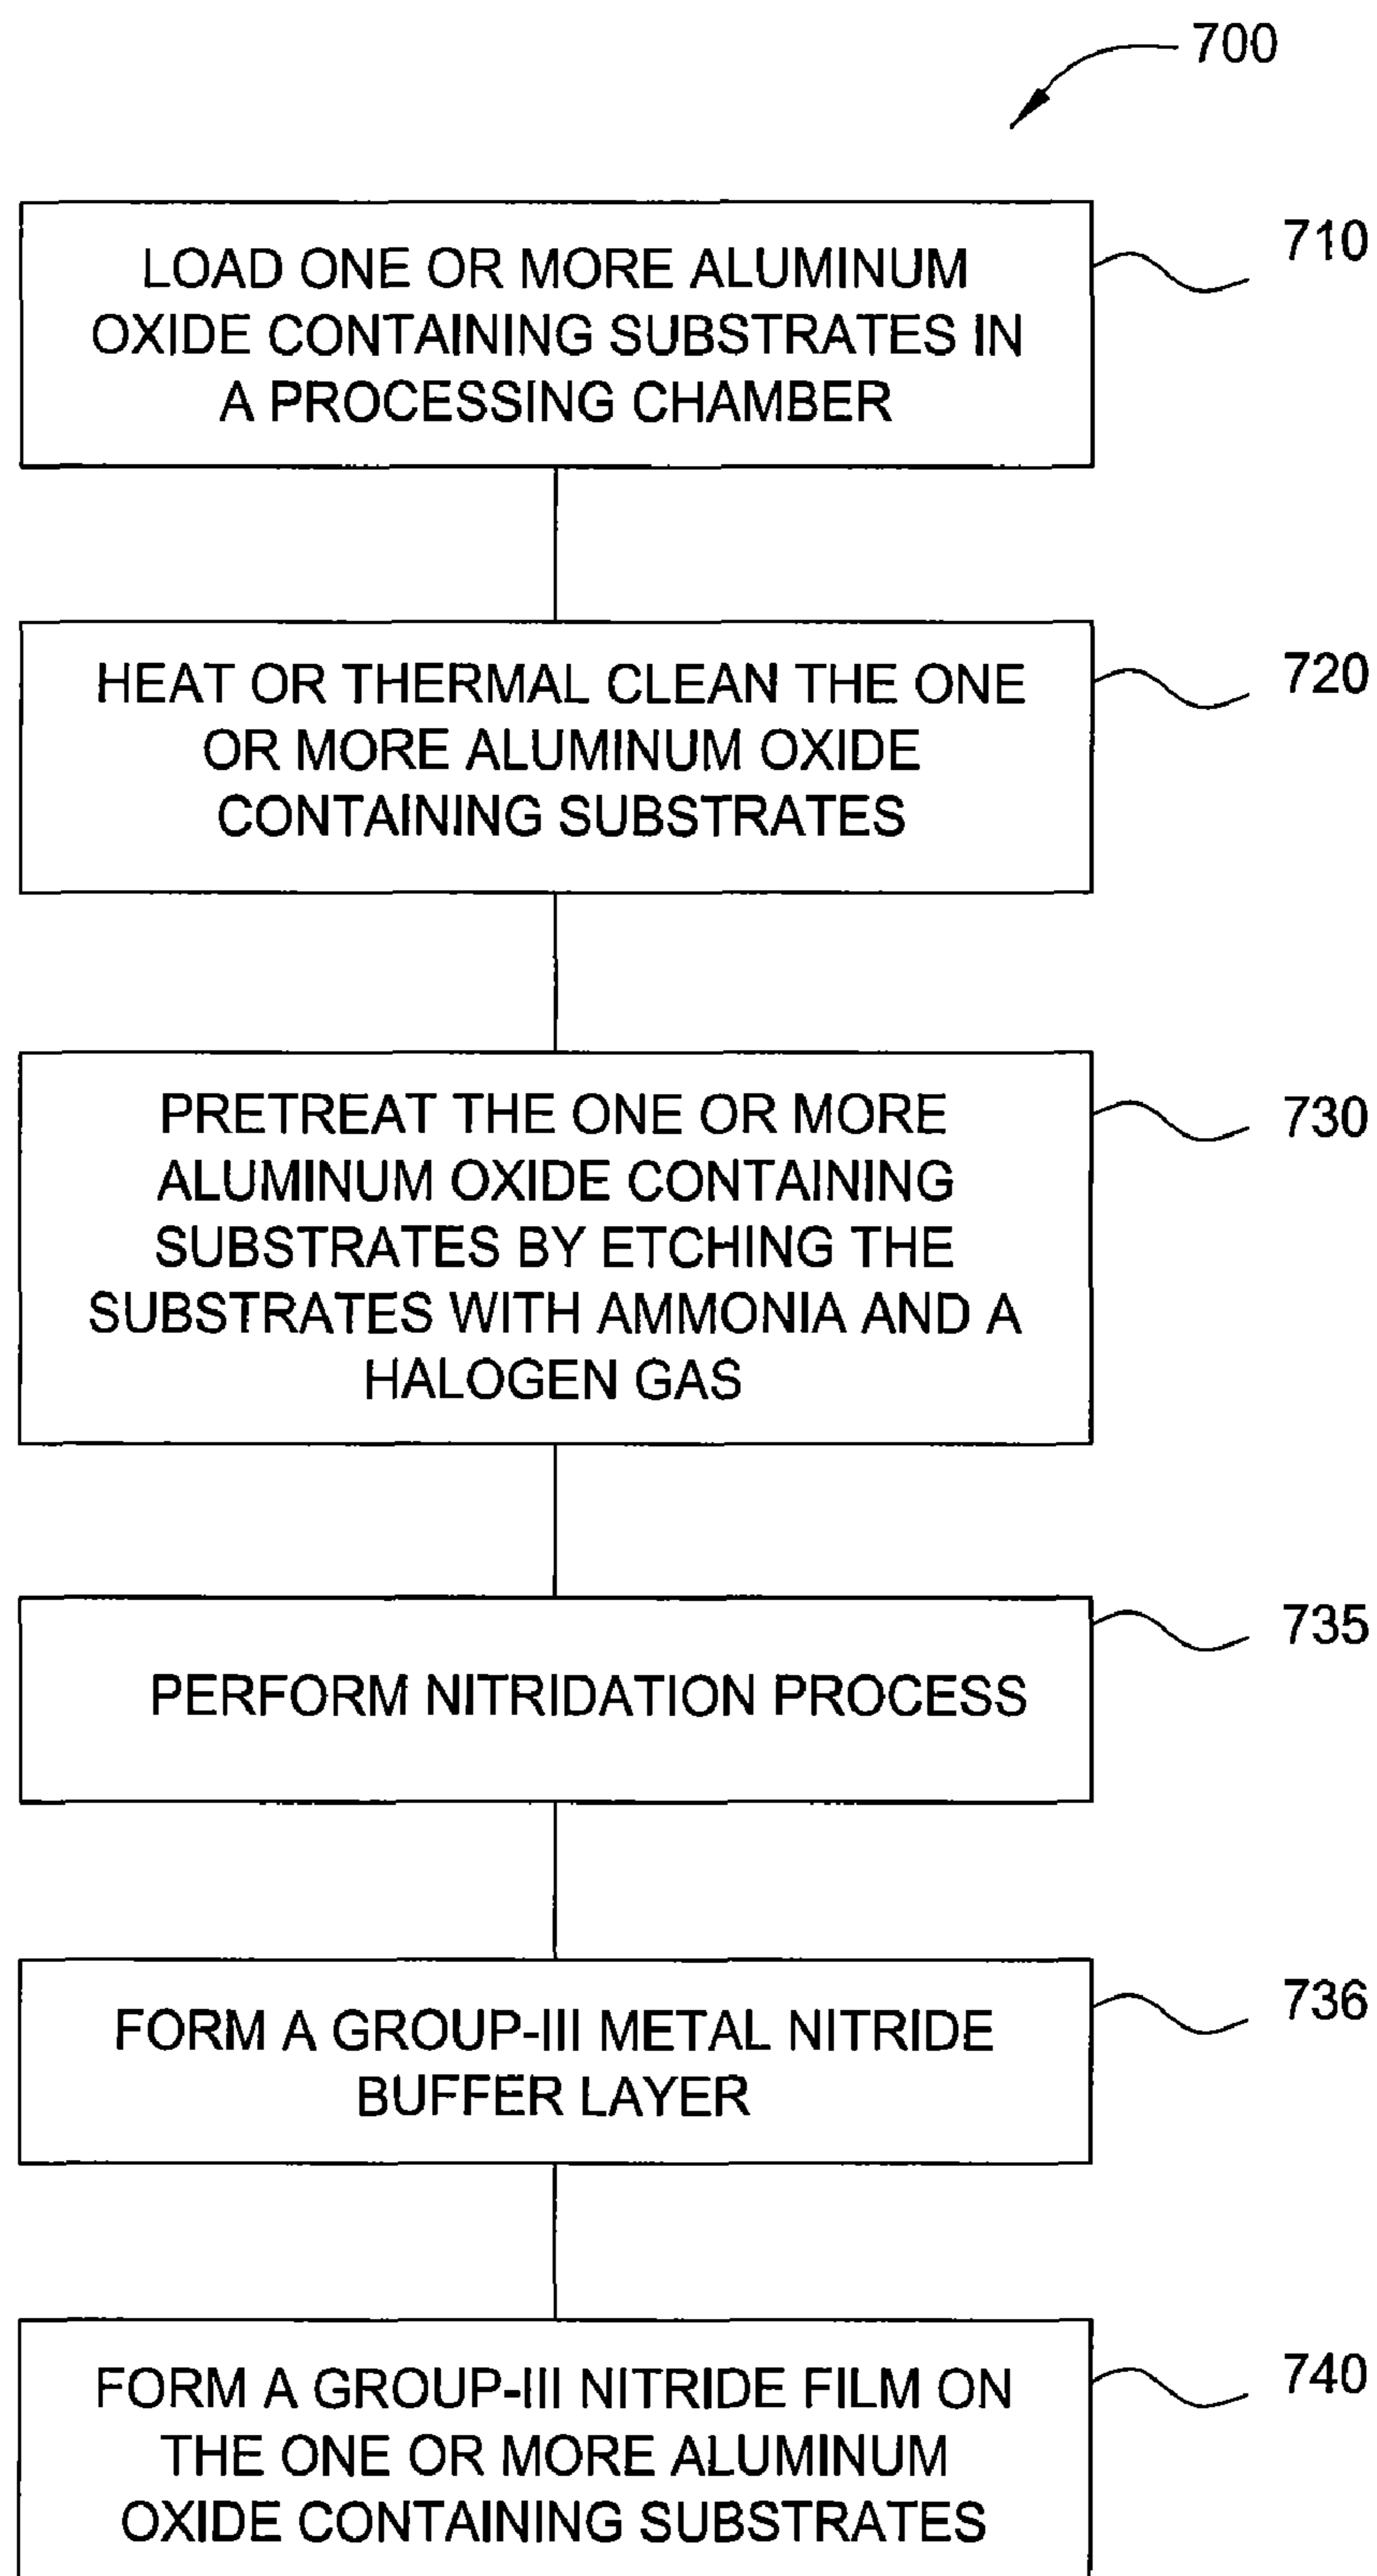 700
LOAD ONE OR MORE ALUMINUM
OXIDE CONTAINING SUBSTRATES IN
A PROCESSING CHAMBER
710
HEAT OR THERMAL CLEAN THE ONE
OR MORE ALUMINUM OXIDE
CONTAINING SUBSTRATES
720
PRETREAT THE ONE OR MORE
ALUMINUM OXIDE CONTAINING
SUBSTRATES BY ETCHING THE
SUBSTRATES WITH AMMONIA AND A
HALOGEN GAS
730
PERFORM NITRIDATION PROCESS
735
FORM A GROUP-III METAL NITRIDE
BUFFER LAYER
736
FORM A GROUP-III NITRIDE FILM ON
THE ONE OR MORE ALUMINUM
OXIDE CONTAINING SUBSTRATES
740